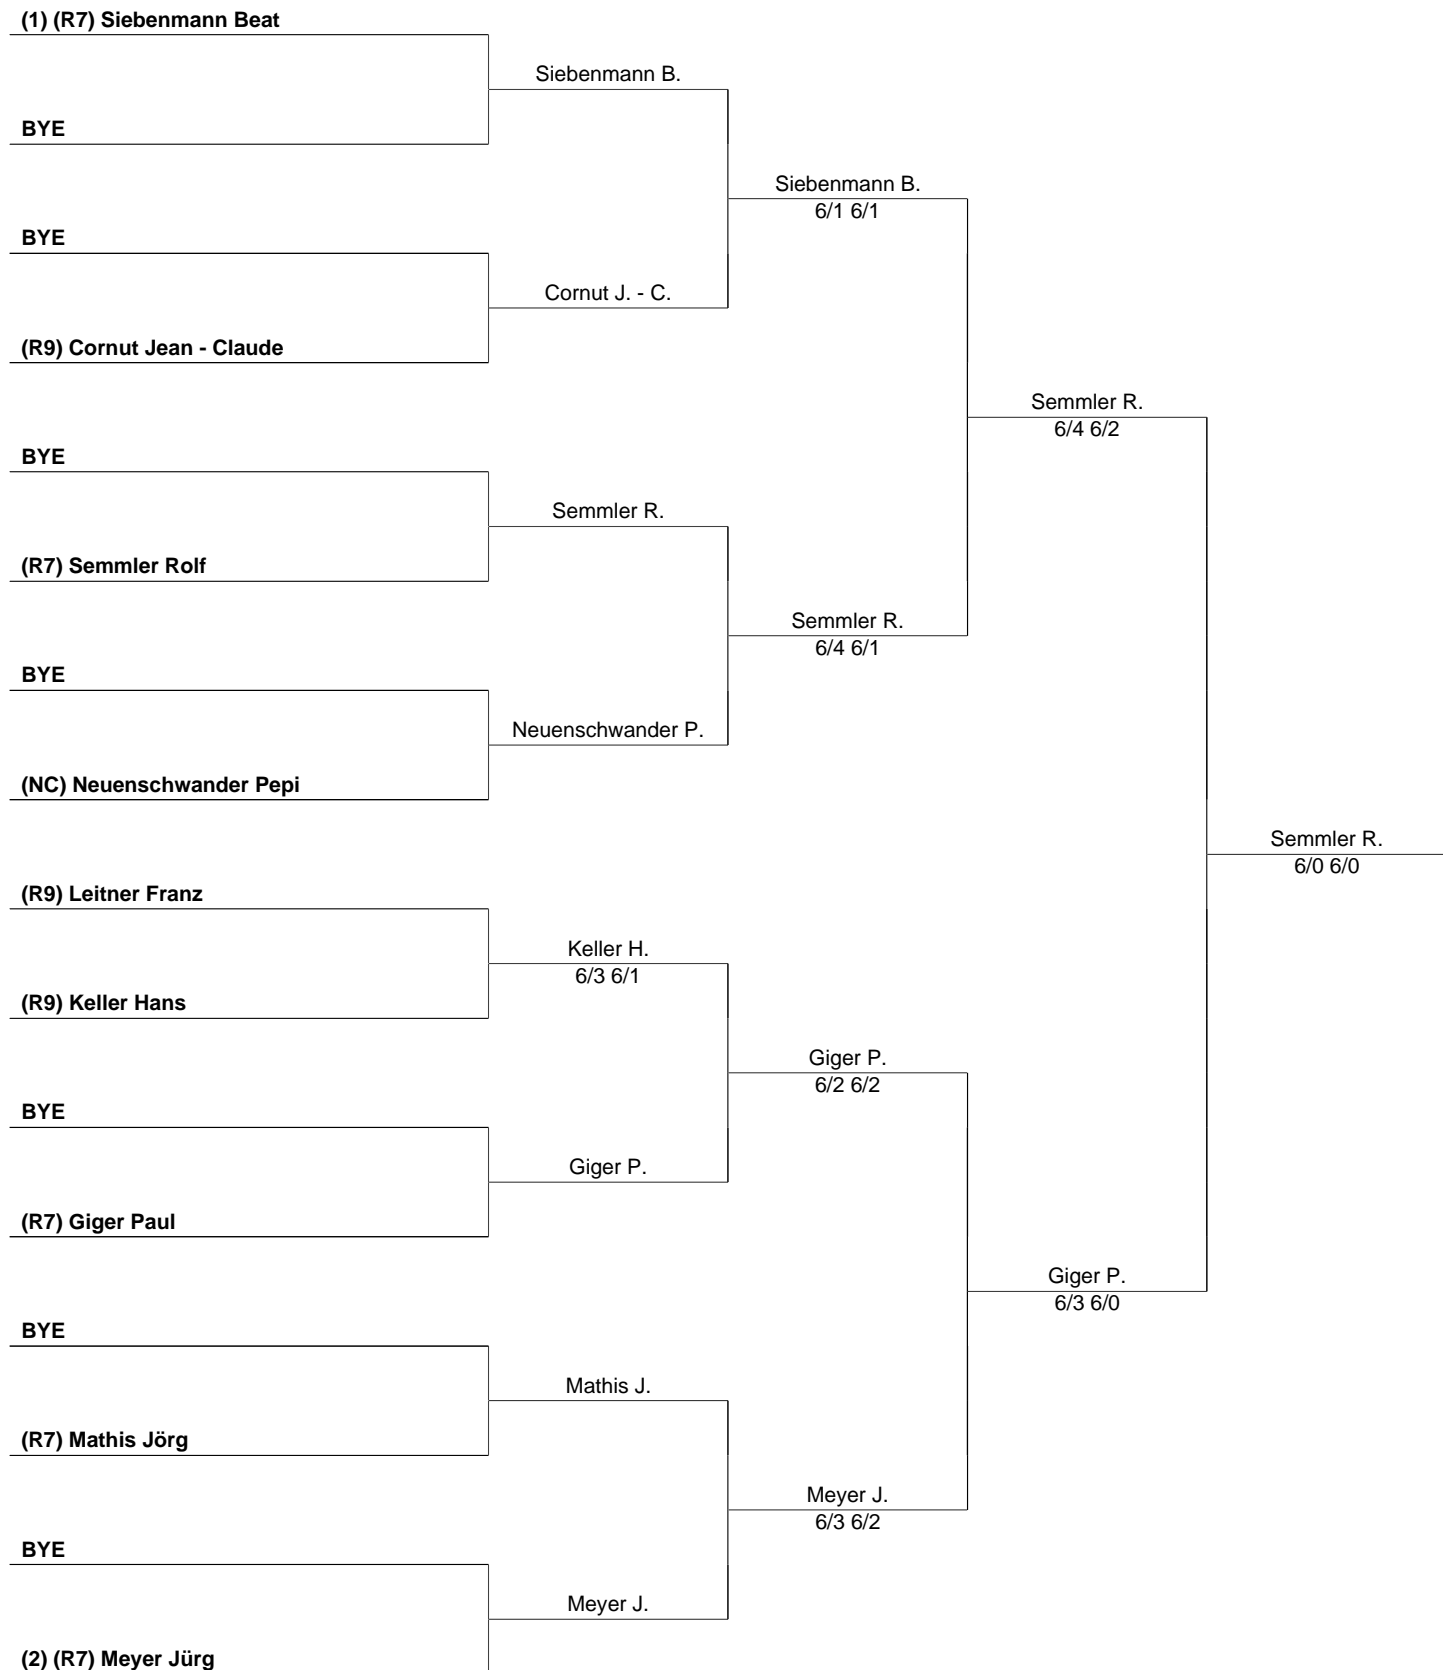 (1) (R7) Siebenmann Beat
Siebenmann B.
BYE
Siebenmann B.
6/1 6/1
BYE
Cornut J. - C.
(R9) Cornut Jean - Claude
Semmler R.
6/4 6/2
BYE
Semmler R.
(R7) Semmler Rolf
Semmler R.
6/4 6/1
BYE
Neuenschwander P.
(NC) Neuenschwander Pepi
Semmler R.
6/0 6/0
(R9) Leitner Franz
Keller H.
6/3 6/1
(R9) Keller Hans
Giger P.
6/2 6/2
BYE
Giger P.
(R7) Giger Paul
Giger P.
6/3 6/0
BYE
Mathis J.
(R7) Mathis Jörg
Meyer J.
6/3 6/2
BYE
Meyer J.
(2) (R7) Meyer Jürg